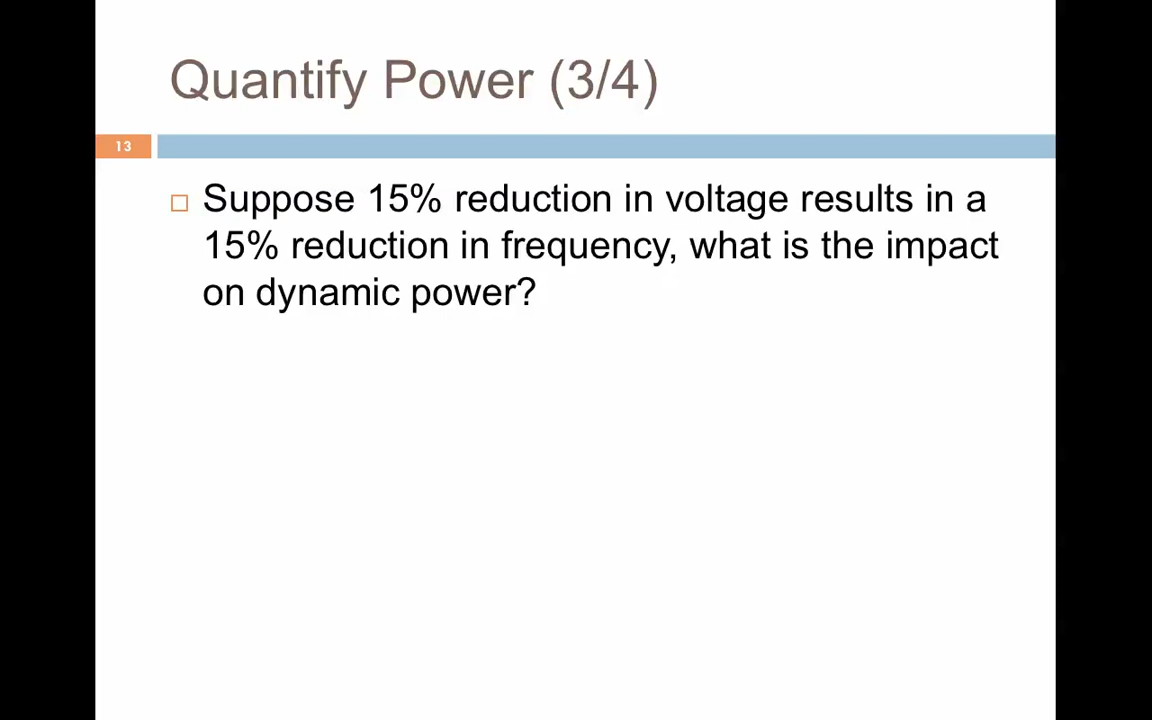 Quantify Power (3/4)
13
Suppose 15% reduction in voltage results in a
15% reduction in frequency, what is the impact
on dynamic power?